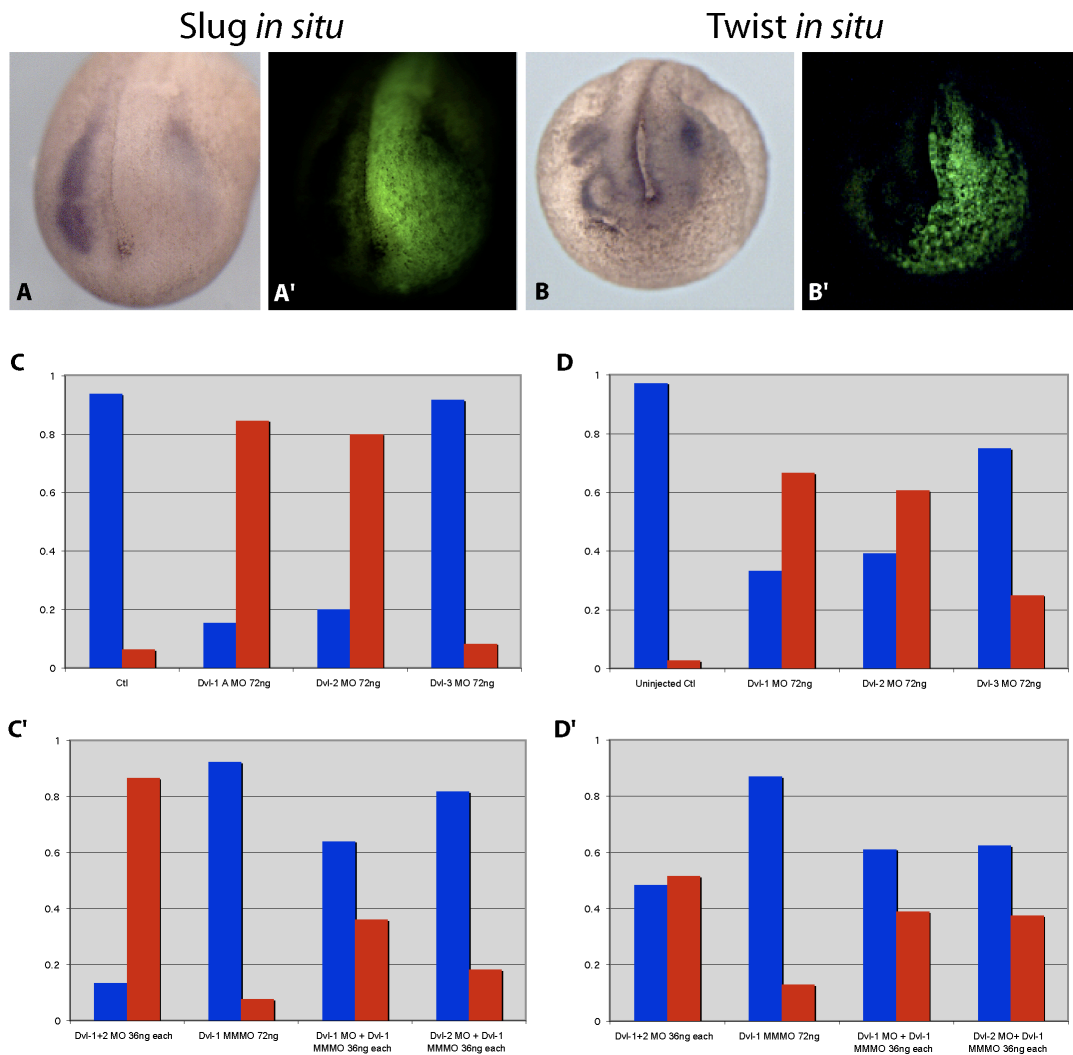 Slug in situ
Twist in situ
A
A'
B
B'
C
1
0.8
0.6
0.4
0.2
0
Ctl
Dvl-1 A MO 72ng
Dvl-2 MO 72ng
Dvl-3 MO 72ng
D
1
0.8
0.6
0.4
0.2
0
Uninjected Ctl
Dvl-1 MO 72ng
Dvl-2 MO 72ng
Dvl-3 MO 72ng
C'
1
0.8
0.6
0.4
0.2
0
Dvl-1+2 MO 36ng each
Dvl-1 MMMO 72ng
Dvl-1 MO + Dvl-1
MMMO 36ng each
Dvl-2 MO + Dvl-1
MMMO 36ng each
D'
1
0.8
0.6
0.4
0.2
0
Dvl-1+2 MO 36ng each
Dvl-1 MMMO 72ng
Dvl-1 MO + Dvl-1
MMMO 36ng each
Dvl-2 MO+ Dvl-1
MMMO 36ng each